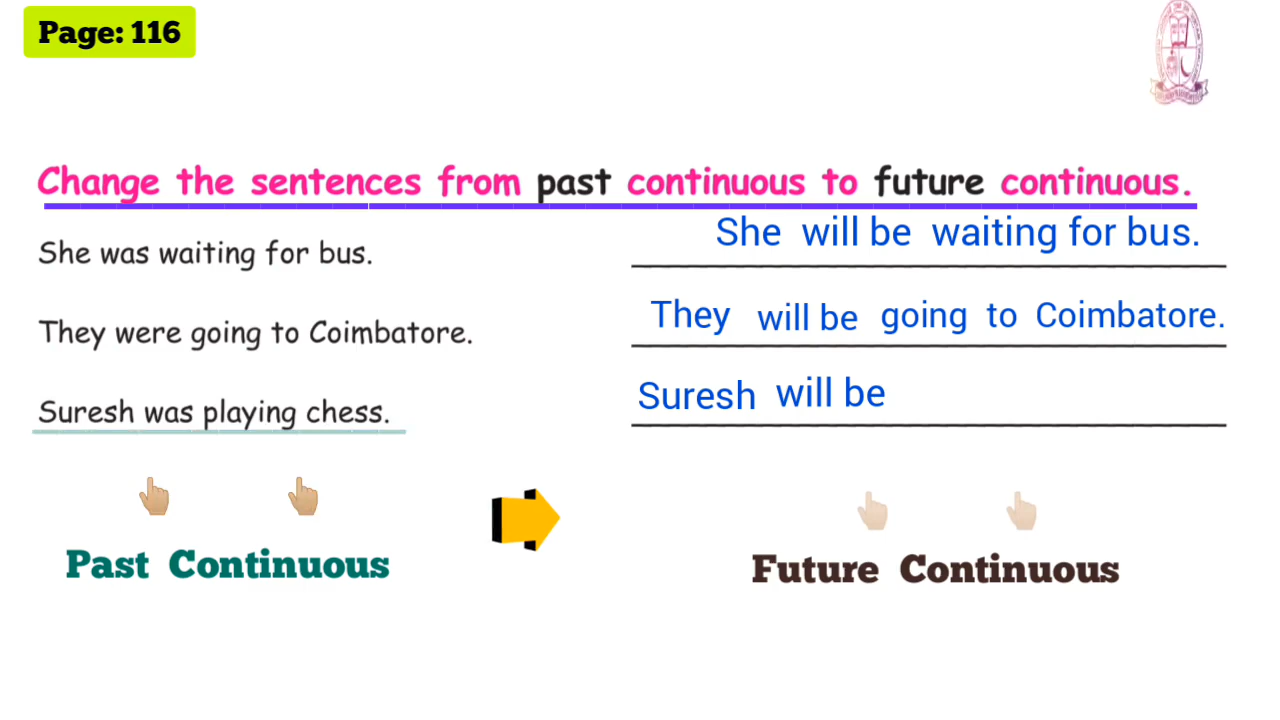 Page: 116
Change the sentences from past continuous to future continuous.
She was waiting for bus.
She will be waiting for bus.
They were going to Coimbatore.
They will be going to Coimbatore.
Suresh was playing chess.
Suresh will be
Past Continuous
Future Continuous